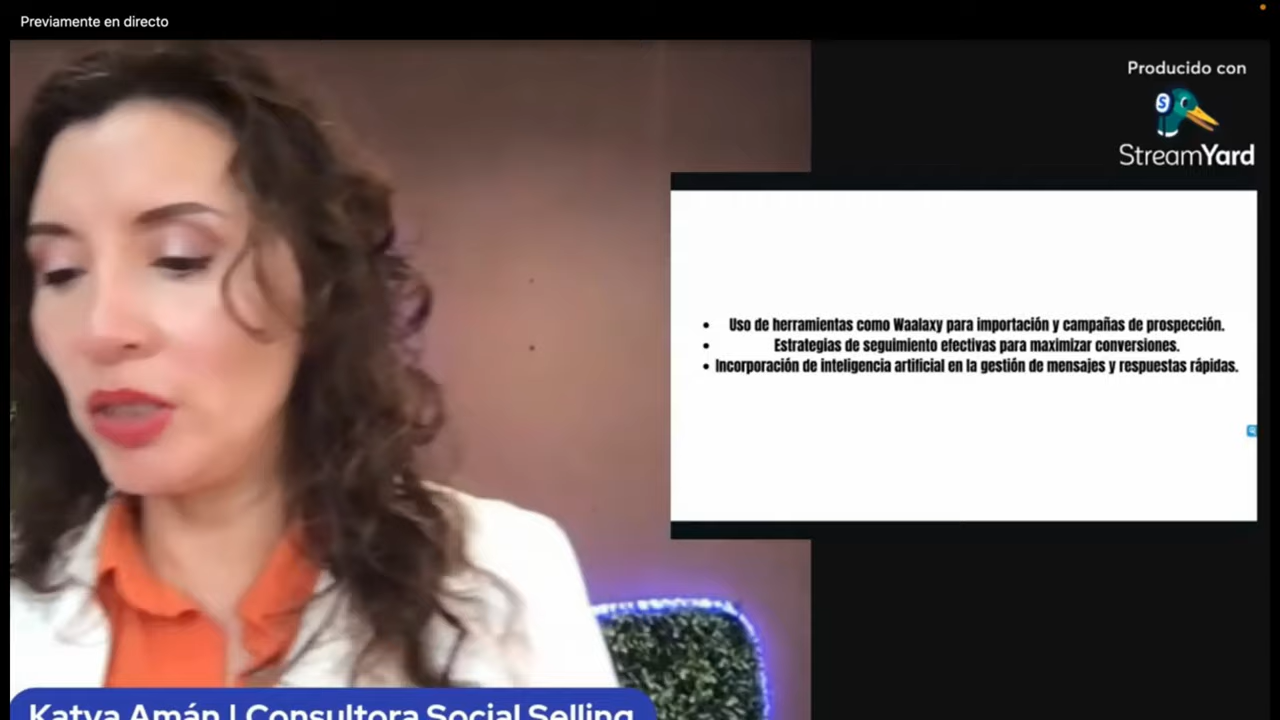 Previamente en directo
Producido con
StreamYard
• Uso de herramientas como Waalaxy para importación y campañas de prospección.
• Estrategias de seguimiento efectivas para maximizar conversiones.
• Incorporación de inteligencia artificial en la gestión de mensajes y respuestas rápidas.
Katya Amán | Consultora Social Selling